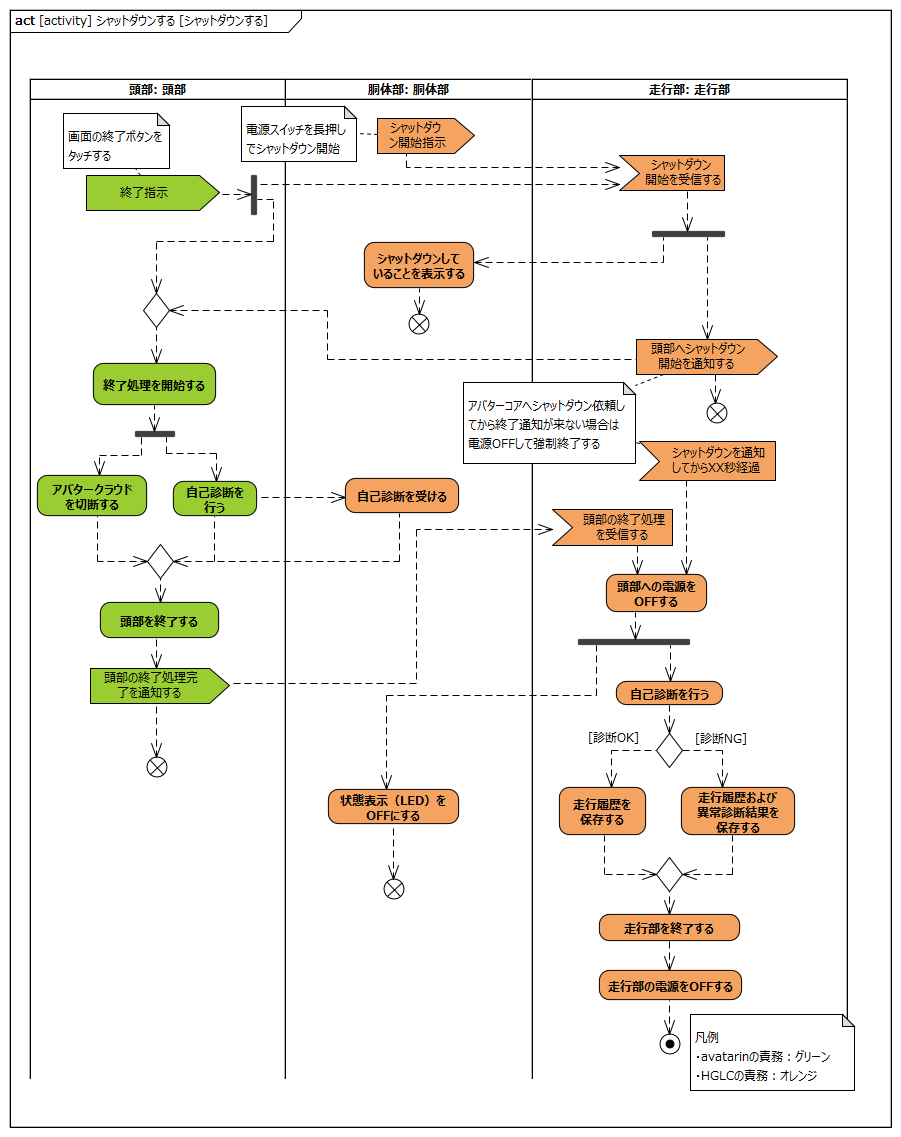 act [activity] シャットダウンする [シャットダウンする]
頭部: 頭部
胴体部: 胴体部
走行部: 走行部
画面の終了ボタンを
タッチする
電源スイッチを長押し
でシャットダウン開始
シャットダウ
ン開始指示
シャットダウン
開始を受信する
終了指示
シャットダウンして
いることを表示する
頭部へシャットダウン
開始を通知する
終了処理を開始する
アバターコアへシャットダウン依頼し
てから終了通知が来ない場合は
電源OFFして強制終了する
シャットダウンを通知
してからXX秒経過
アバタークラウド
を切断する
自己診断を
行う
自己診断を受ける
頭部の終了処理
を受信する
頭部への電源を
OFFする
頭部を終了する
頭部の終了処理完
了を通知する
自己診断を行う
[診断OK]
[診断NG]
状態表示（LED）を
OFFにする
走行履歴を
保存する
走行履歴および
異常診断結果を
保存する
走行部を終了する
走行部の電源をOFFする
凡例
・avatarinの責務：グリーン
・HGLCの責務：オレンジ